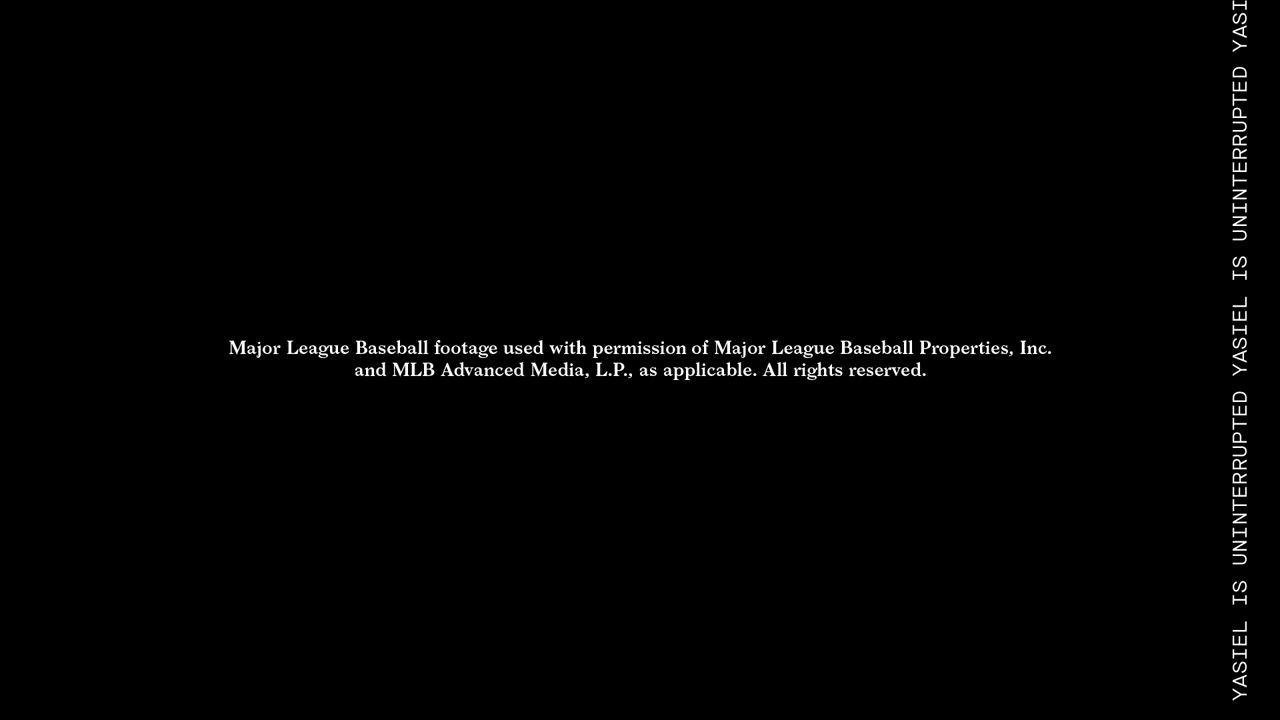 Major League Baseball footage used with permission of Major League Baseball Properties, Inc.
and MLB Advanced Media, L.P., as applicable. All rights reserved.
YASIEL IS UNINTERRUPTED YASIEL IS UNINTERRUPTED YASI